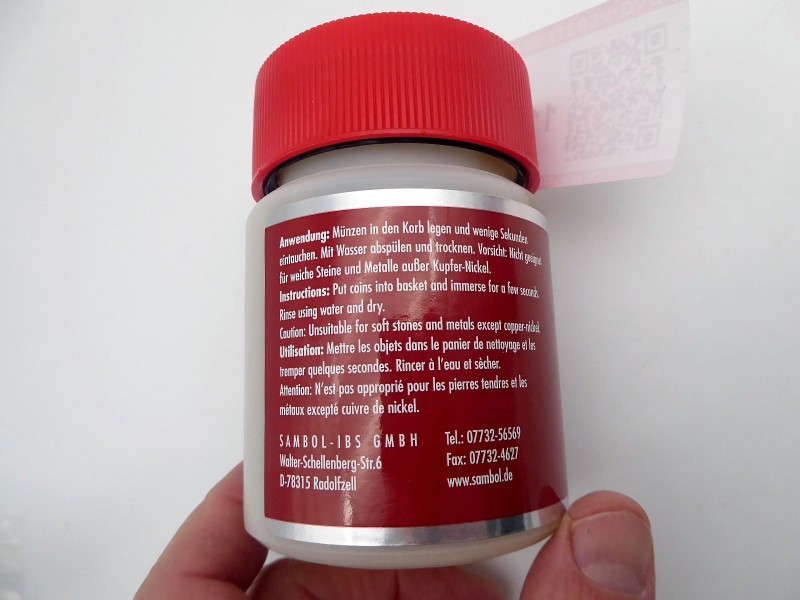 Anwendung: Münzen in den Korb legen und wenige Sekunden
eintauchen. Mit Wasser abspülen und trocknen. Vorsicht: Nicht geeignet
für weiche Steine und Metalle außer Kupfer-Nickel.
Instructions: Put coins into basket and immerse for a few seconds.
Rinse using water and dry.
Caution: Unsuitable for soft stones and metals except copper-nickel.
Utilisation: Mettre les objets dans le panier de nettoyage et les
tremper quelques secondes. Rincer à l'eau et sècher.
Attention: N'est pas approprié pour les pierres tendres et les
métaux excepté cuivre de nickel.
SAMBOL-IBS GMBH
Walter-Schellenberg-Str.6
D-78315 Radolfzell
Tel.: 07732-56569
Fax: 07732-4627
www.sambol.de